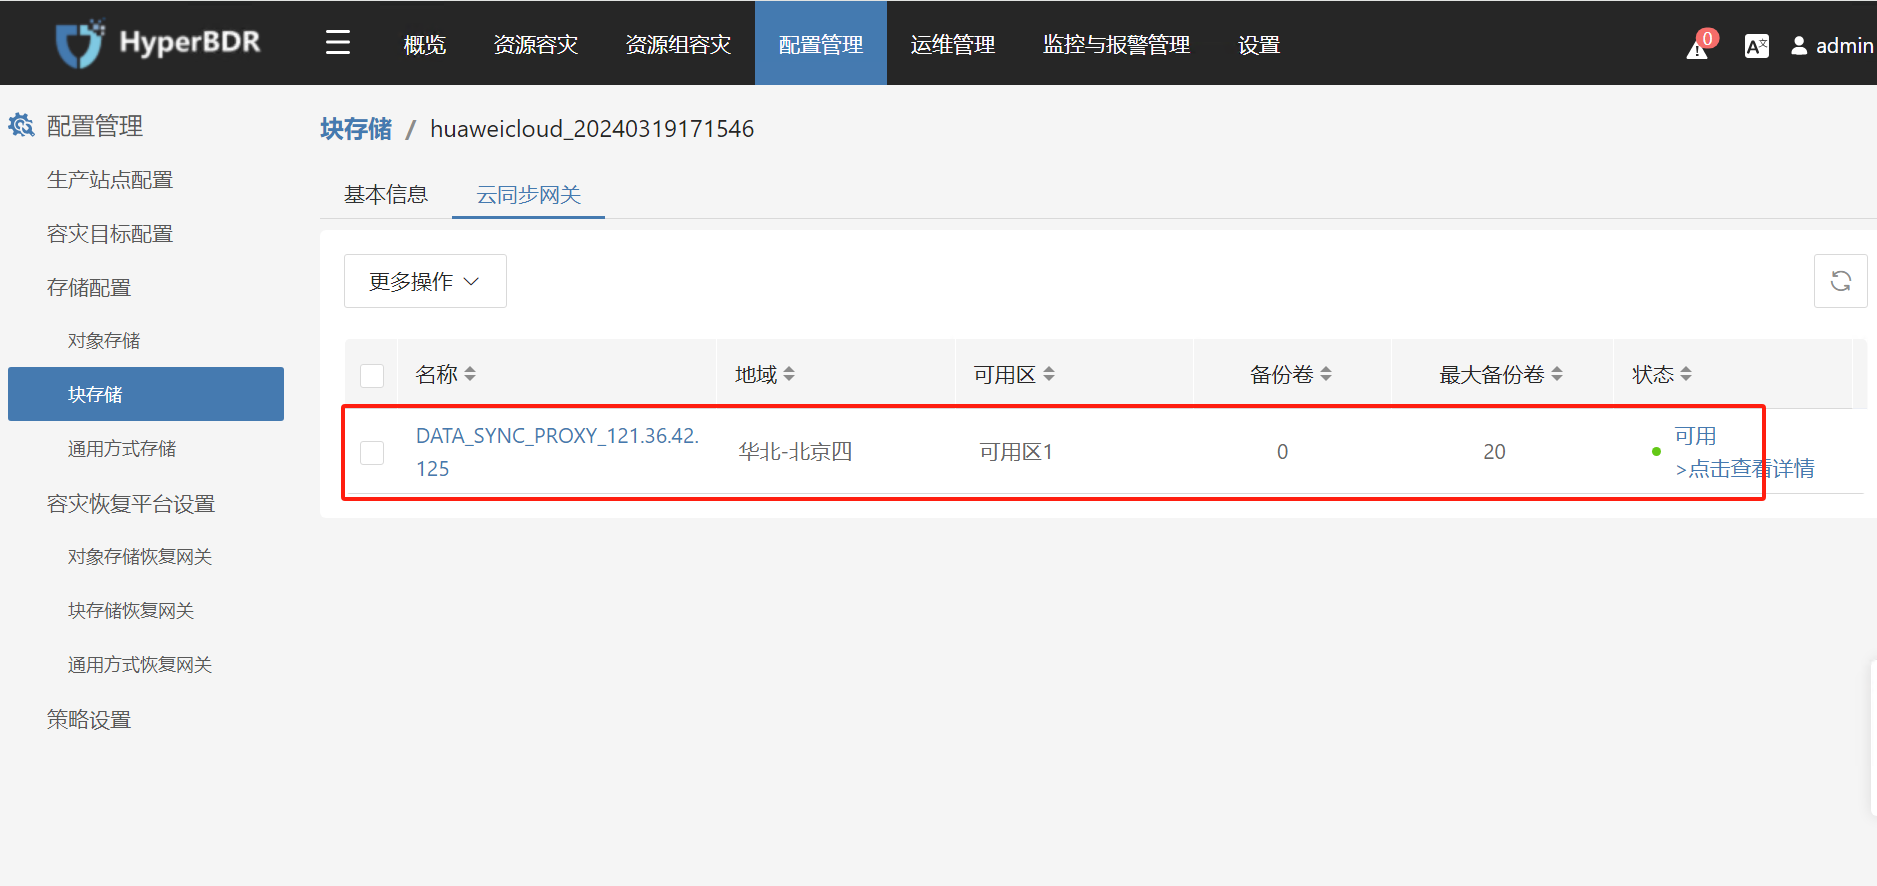 HyperBDR
概览
资源容灾
资源组容灾
配置管理
运维管理
监控与报警管理
设置
0
admin
配置管理
生产站点配置
容灾目标配置
存储配置
对象存储
块存储
通用方式存储
容灾恢复平台设置
对象存储恢复网关
块存储恢复网关
通用方式恢复网关
策略设置
块存储 / huaweicloud_20240319171546
基本信息
云同步网关
更多操作
名称 地域 可用区 备份卷 最大备份卷 状态
DATA_SYNC_PROXY_121.36.42.
125
华北-北京四
可用区1
0
20
可用
>点击查看详情